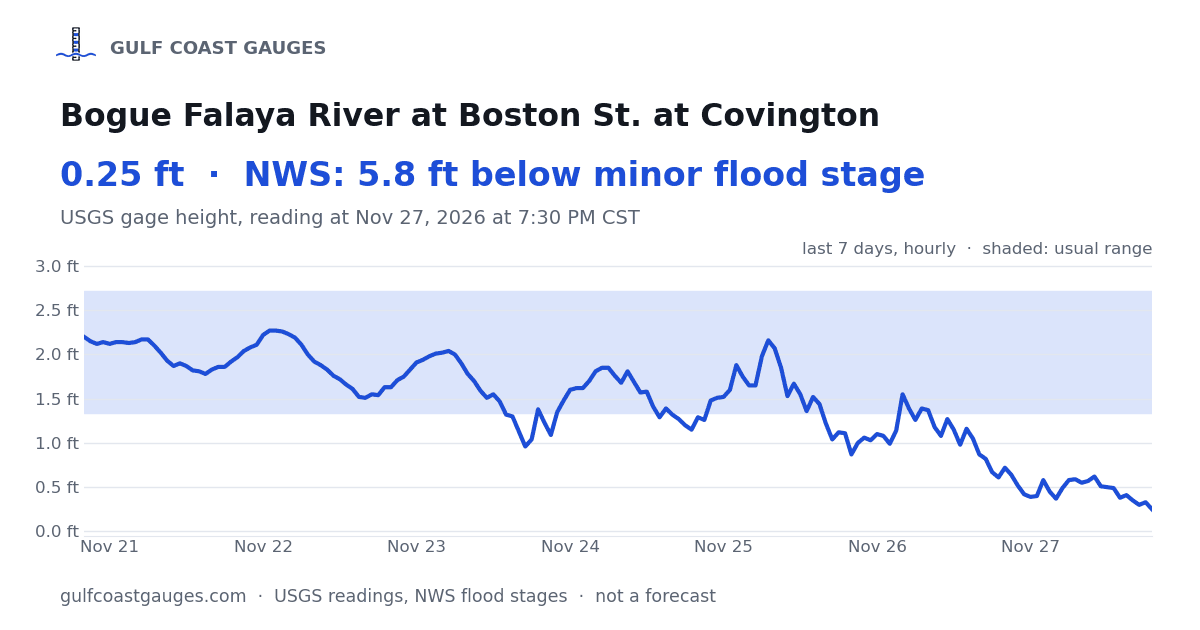 GULF COAST GAUGES
Bogue Falaya River at Boston St. at Covington
0.25 ft · NWS: 5.8 ft below minor flood stage
USGS gage height, reading at Nov 27, 2026 at 7:30 PM CST
last 7 days, hourly · shaded: usual range
3.0 ft
2.5 ft
2.0 ft
1.5 ft
1.0 ft
0.5 ft
0.0 ft
Nov 21 Nov 22 Nov 23 Nov 24 Nov 25 Nov 26 Nov 27
gulfcoastgauges.com · USGS readings, NWS flood stages · not a forecast